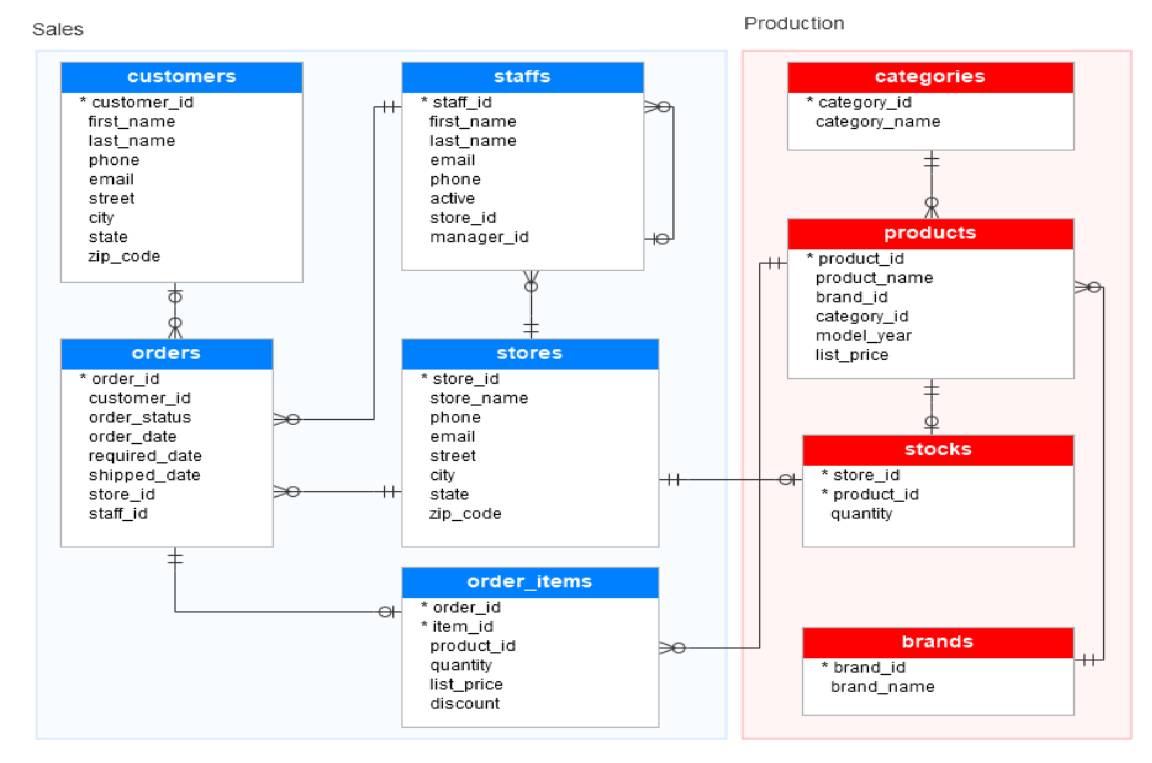 Sales
customers
* customer_id
first_name
last_name
phone
email
street
city
state
zip_code
staffs
* staff_id
first_name
last_name
email
phone
active
store_id
manager_id
orders
* order_id
customer_id
order_status
order_date
required_date
shipped_date
store_id
staff_id
stores
* store_id
store_name
phone
email
street
city
state
zip_code
order_items
* order_id
* item_id
product_id
quantity
list_price
discount
Production
categories
* category_id
category_name
products
* product_id
product_name
brand_id
category_id
model_year
list_price
stocks
* store_id
* product_id
quantity
brands
* brand_id
brand_name